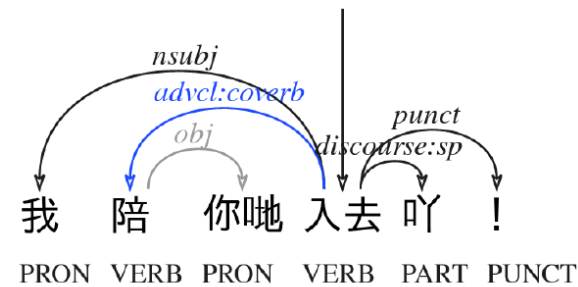 nsubj
advcl:coverb
obj
punct
discourse:sp
我 陪 你哋 入去 吖 !
PRON VERB PRON VERB PART PUNCT